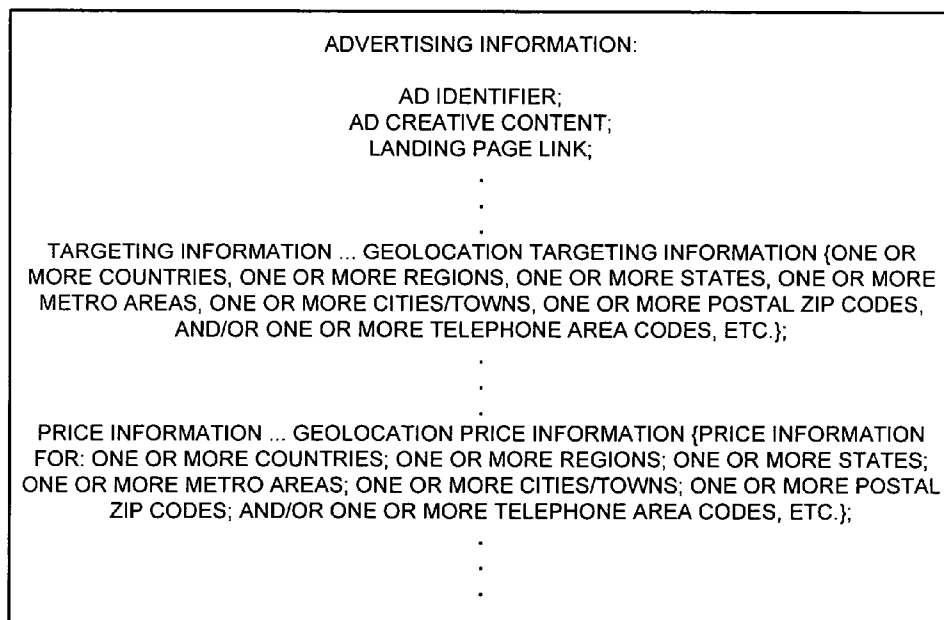 ADVERTISING INFORMATION:
AD IDENTIFIER;
AD CREATIVE CONTENT;
LANDING PAGE LINK;
.
.
.
TARGETING INFORMATION ... GEOLOCATION TARGETING INFORMATION {ONE OR
MORE COUNTRIES, ONE OR MORE REGIONS, ONE OR MORE STATES, ONE OR MORE
METRO AREAS, ONE OR MORE CITIES/TOWNS, ONE OR MORE POSTAL ZIP CODES,
AND/OR ONE OR MORE TELEPHONE AREA CODES, ETC.};
.
.
.
PRICE INFORMATION ... GEOLOCATION PRICE INFORMATION {PRICE INFORMATION
FOR: ONE OR MORE COUNTRIES; ONE OR MORE REGIONS; ONE OR MORE STATES;
ONE OR MORE METRO AREAS; ONE OR MORE CITIES/TOWNS; ONE OR MORE POSTAL
ZIP CODES; AND/OR ONE OR MORE TELEPHONE AREA CODES, ETC.};
.
.
.